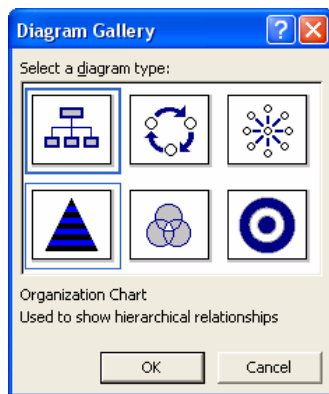 Diagram Gallery
Select a diagram type:
Organization Chart
Used to show hierarchical relationships
OK
Cancel